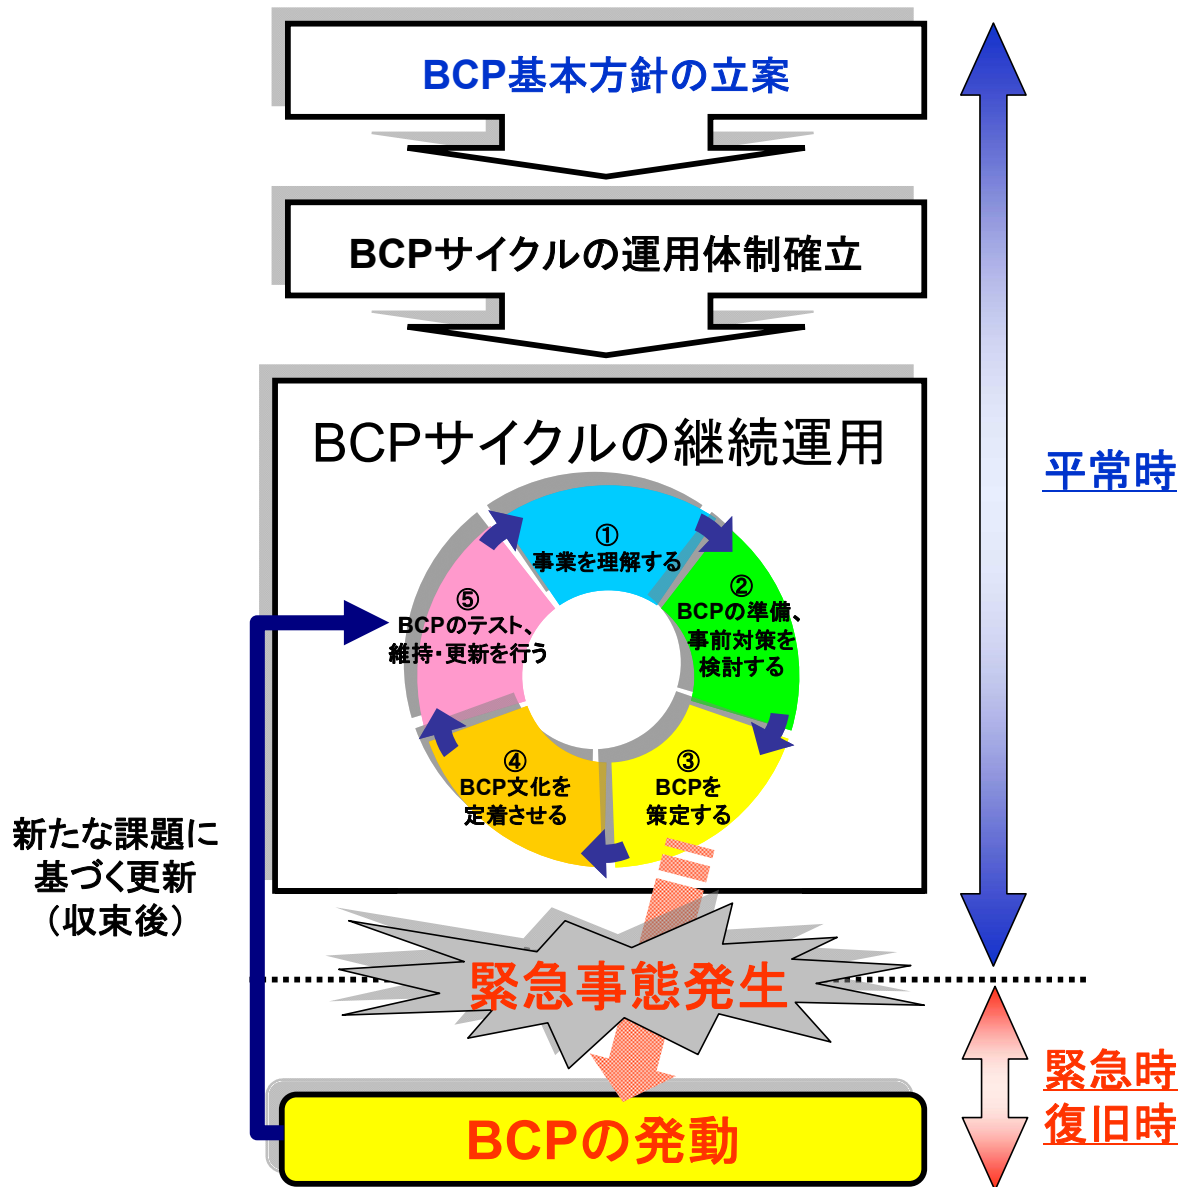 BCP基本方針の立案
BCPサイクルの運用体制確立
BCPサイクルの継続運用
①
事業を理解する
②
BCPの準備、
事前対策を
検討する
③
BCPを
策定する
④
BCP文化を
定着させる
⑤
BCPのテスト、
維持・更新を行う
平常時
新たな課題に
基づく更新
（収束後）
緊急事態発生
緊急時
復旧時
BCPの発動